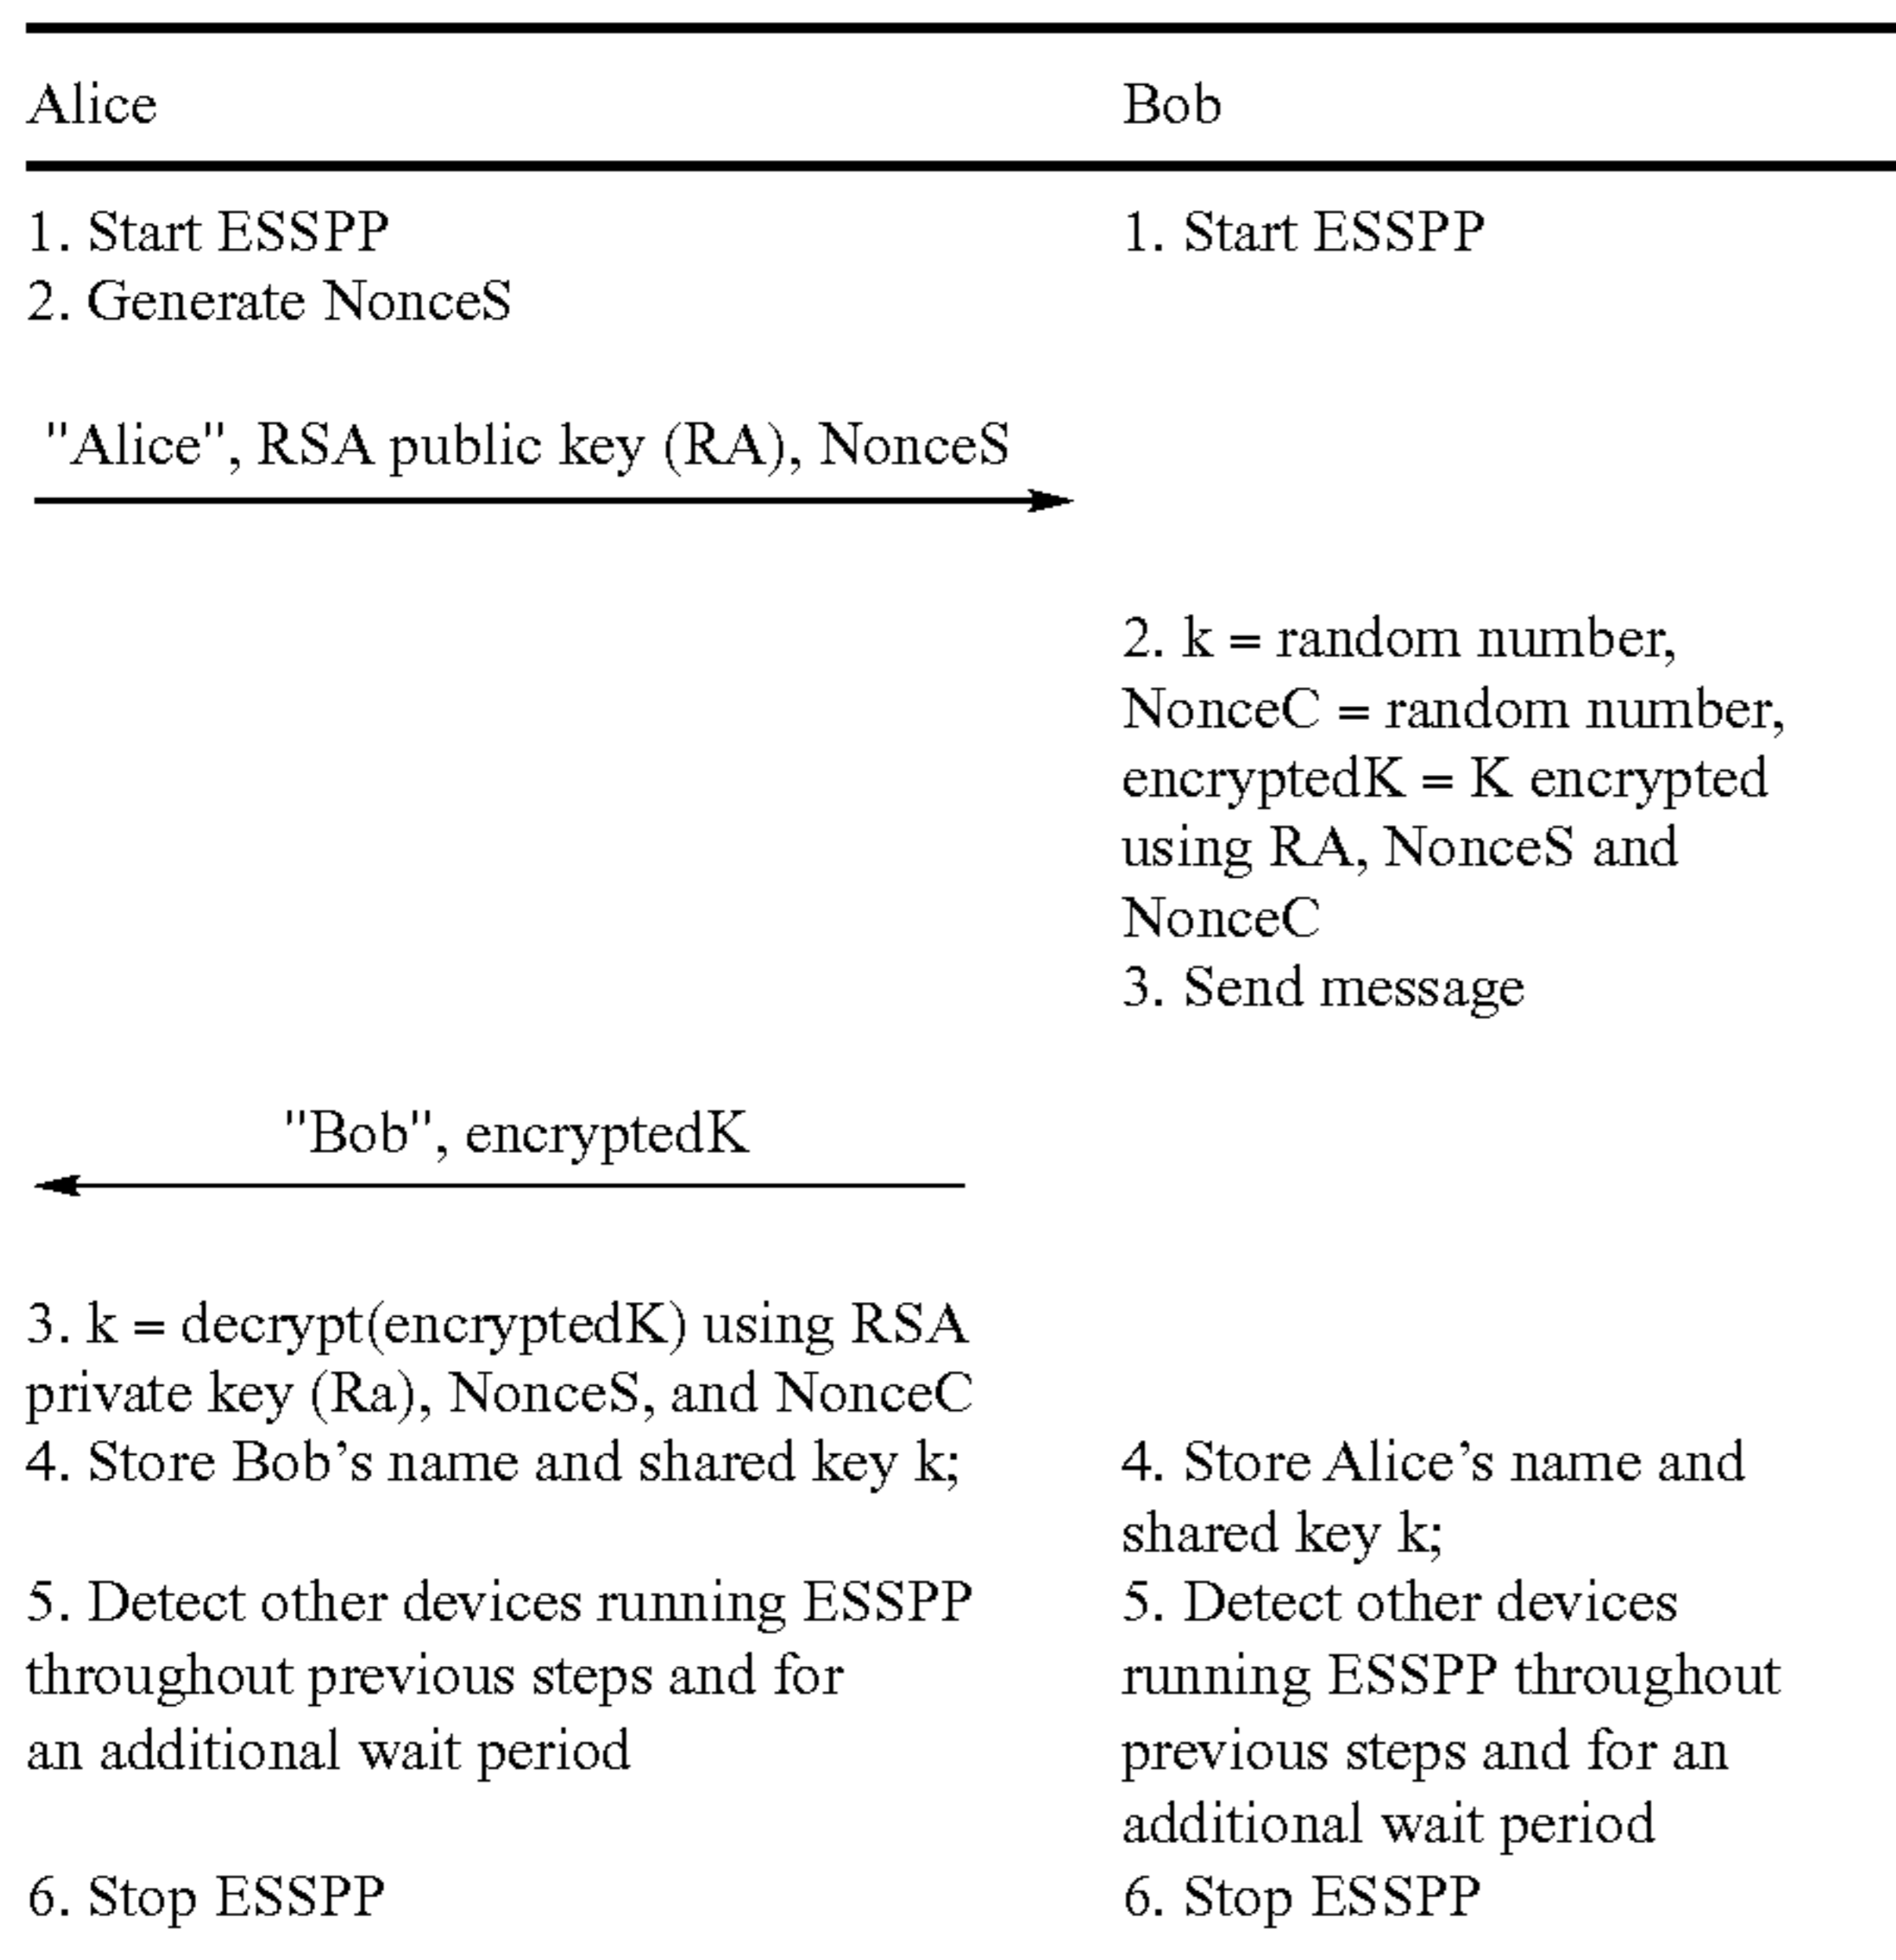 Alice Bob
1. Start ESSPP 1. Start ESSPP
2. Generate NonceS
"Alice", RSA public key (RA), NonceS
2. k = random number,
NonceC = random number,
encryptedK = K encrypted
using RA, NonceS and
NonceC
3. Send message
"Bob", encryptedK
3. k = decrypt(encryptedK) using RSA
private key (Ra), NonceS, and NonceC
4. Store Bob’s name and shared key k; 4. Store Alice’s name and
shared key k;
5. Detect other devices running ESSPP 5. Detect other devices
throughout previous steps and for running ESSPP throughout
an additional wait period previous steps and for an
additional wait period
6. Stop ESSPP 6. Stop ESSPP